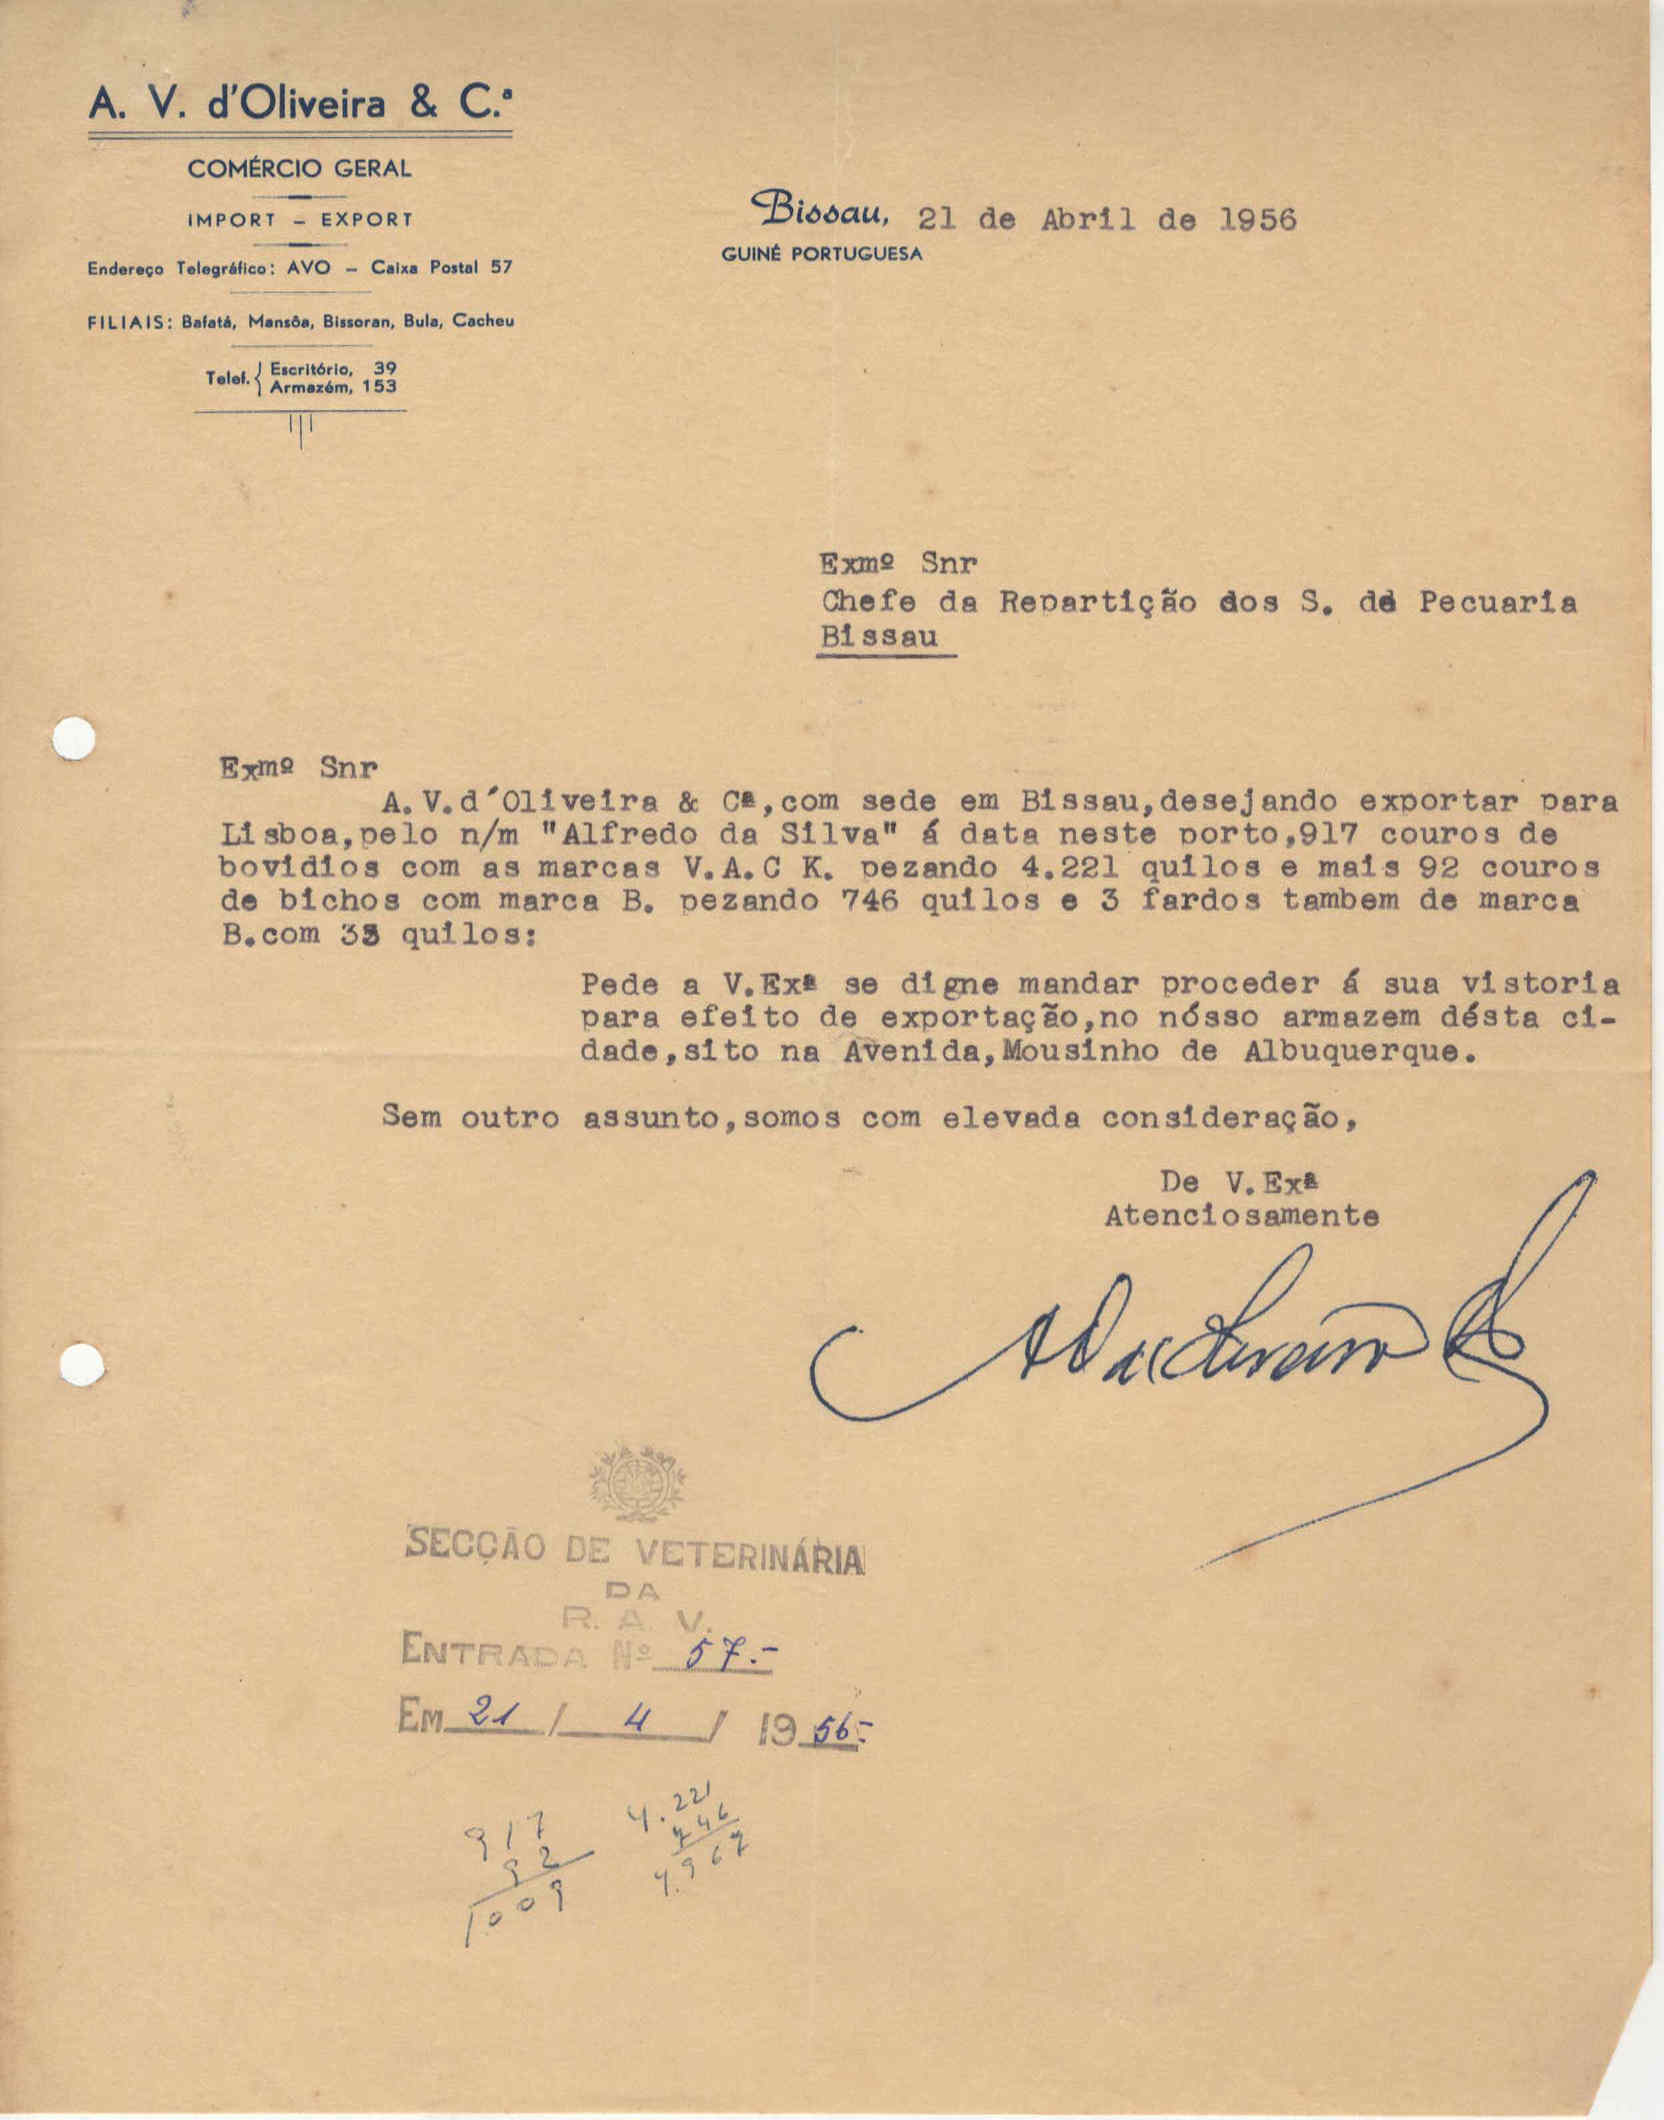 A. V. d'Oliveira & C.ª
COMÉRCIO GERAL
IMPORT – EXPORT
Endereço Telegráfico: AVO – Caixa Postal 57
FILIAIS: Bafatá, Mansôa, Bissoran, Bula, Cacheu
Telef. { Escritório, 39
Armazém, 153
Bissau, 21 de Abril de 1956
GUINÉ PORTUGUESA
Exmº Snr
Chefe da Repartição dos S. de Pecuaria
Bissau
Exmº Snr
A.V.d´Oliveira & Cª,com sede em Bissau,desejando exportar para
Lisboa,pelo n/m "Alfredo da Silva" á data neste porto,917 couros de
bovidios com as marcas V.A.C K. pezando 4.221 quilos e mais 92 couros
de bichos com marca B. pezando 746 quilos e 3 fardos tambem de marca
B.com 33 quilos:
Pede a V.Exª se digne mandar proceder á sua vistoria
para efeito de exportação,no nósso armazem désta ci-
dade,sito na Avenida,Mousinho de Albuquerque.
Sem outro assunto,somos com elevada consideração,
De V.Exª
Atenciosamente
SECÇÃO DE VETERINÁRIA
DA
R. A. V.
ENTRADA Nº 57.-
EM 21 / 4 / 19 56-
917
92
1009
4.221
746
4.967